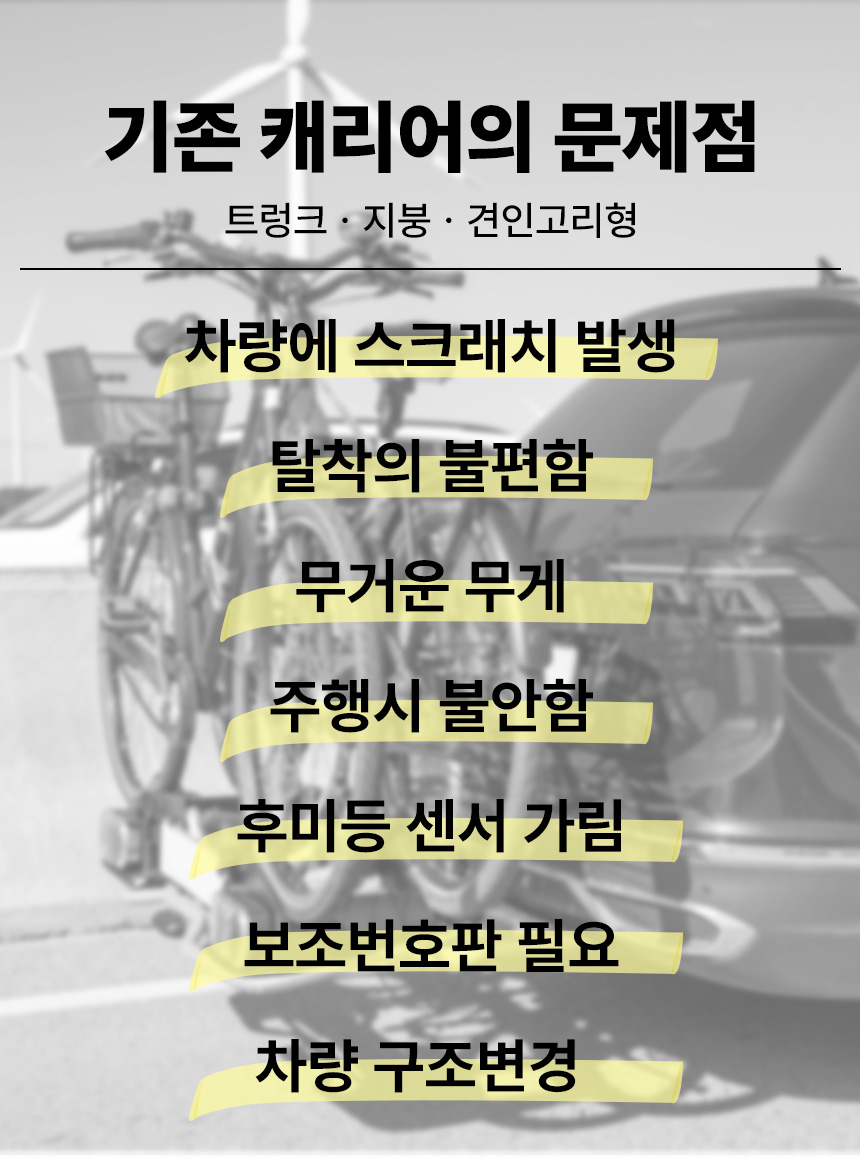 기존 캐리어의 문제점
트렁크 · 지붕 · 견인고리형
차량에 스크래치 발생
탈착의 불편함
무거운 무게
주행시 불안함
후미등 센서 가림
보조번호판 필요
차량 구조변경